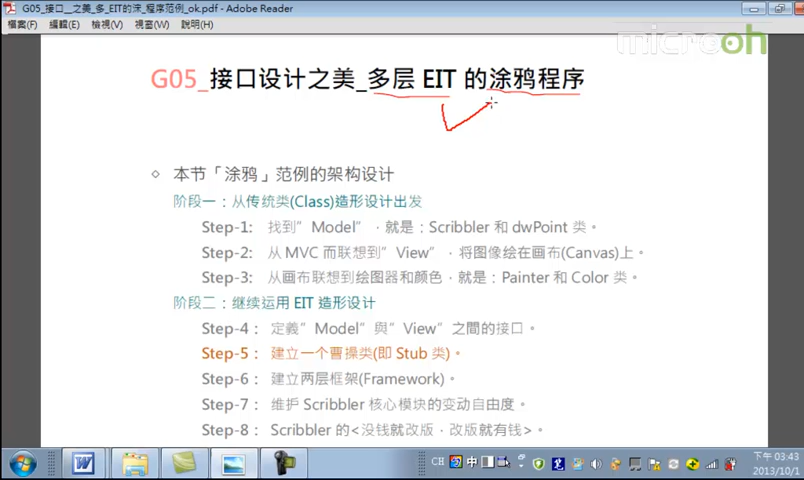 G05_接口__之美_多_EIT的沫_程序范例_ok.pdf - Adobe Reader
檔案(F) 編輯(E) 檢視(V) 視窗(W) 說明(H)
microoh
G05_接口设计之美_多层 EIT 的涂鸦程序
◇ 本节「涂鸦」范例的架构设计
阶段一：从传统类(Class)造形设计出发
Step-1: 找到”Model”，就是：Scribbler 和 dwPoint 类。
Step-2: 从 MVC 而联想到”View”，将图像绘在画布(Canvas)上。
Step-3: 从画布联想到绘图器和颜色，就是：Painter 和 Color 类。
阶段二：继续运用 EIT 造形设计
Step-4： 定義”Model”與”View”之間的接口。
Step-5： 建立一个曹操类(即 Stub 类)。
Step-6： 建立两层框架(Framework)。
Step-7： 维护 Scribbler 核心模块的变动自由度。
Step-8： Scribbler 的<没钱就改版，改版就有钱>。
CH 中
下午 03:43
2013/10/1